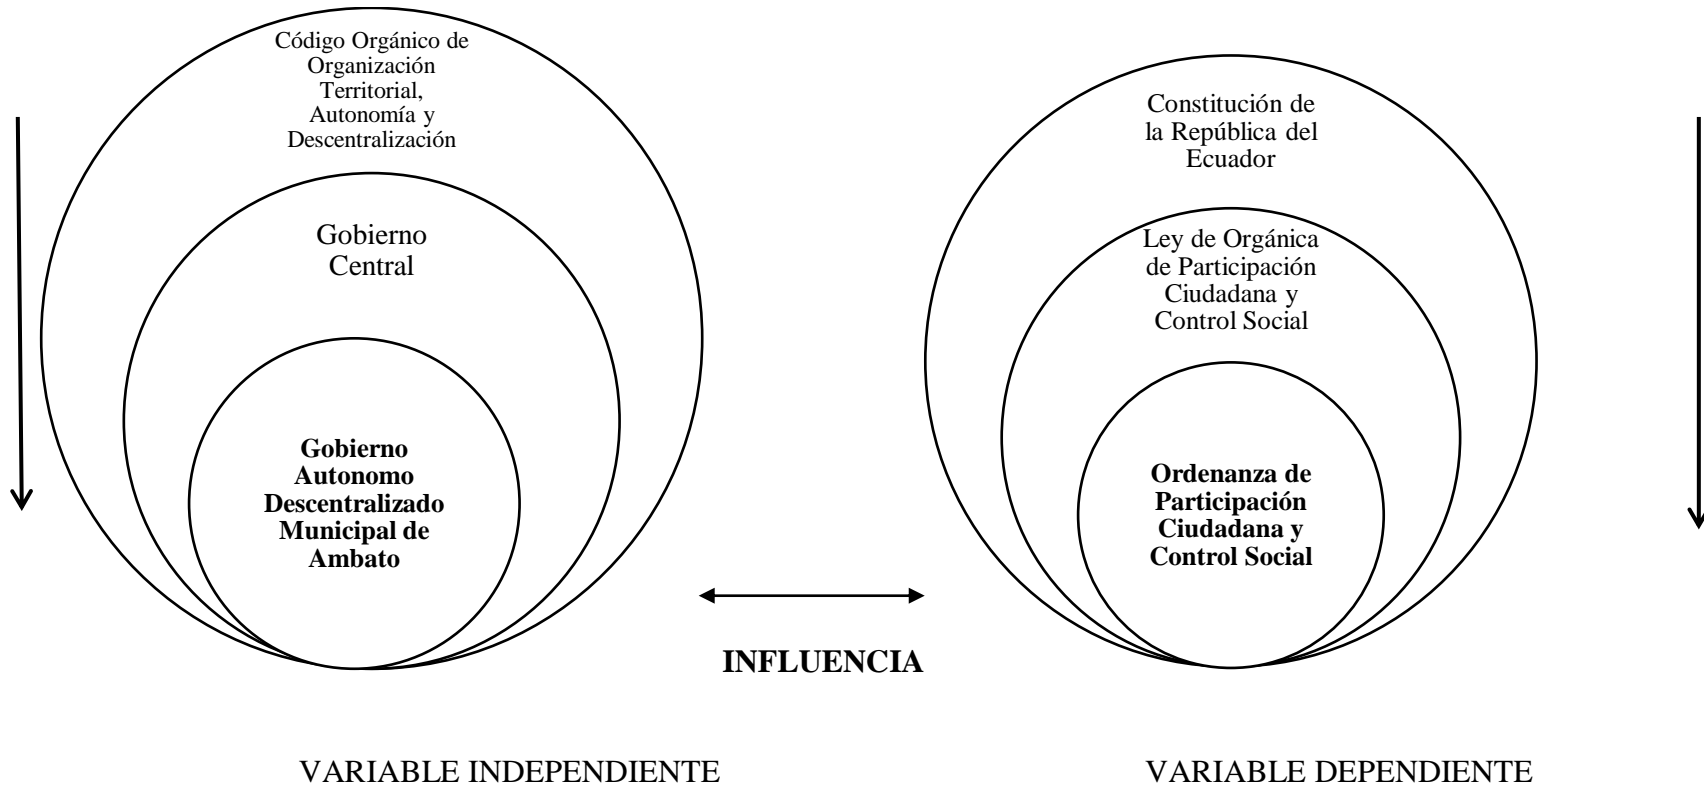 Código Orgánico de
Organización
Territorial,
Autonomía y
Descentralización
Gobierno
Central
Gobierno
Autonomo
Descentralizado
Municipal de
Ambato
Constitución de
la República del
Ecuador
Ley de Orgánica
de Participación
Ciudadana y
Control Social
Ordenanza de
Participación
Ciudadana y
Control Social
INFLUENCIA
VARIABLE INDEPENDIENTE
VARIABLE DEPENDIENTE